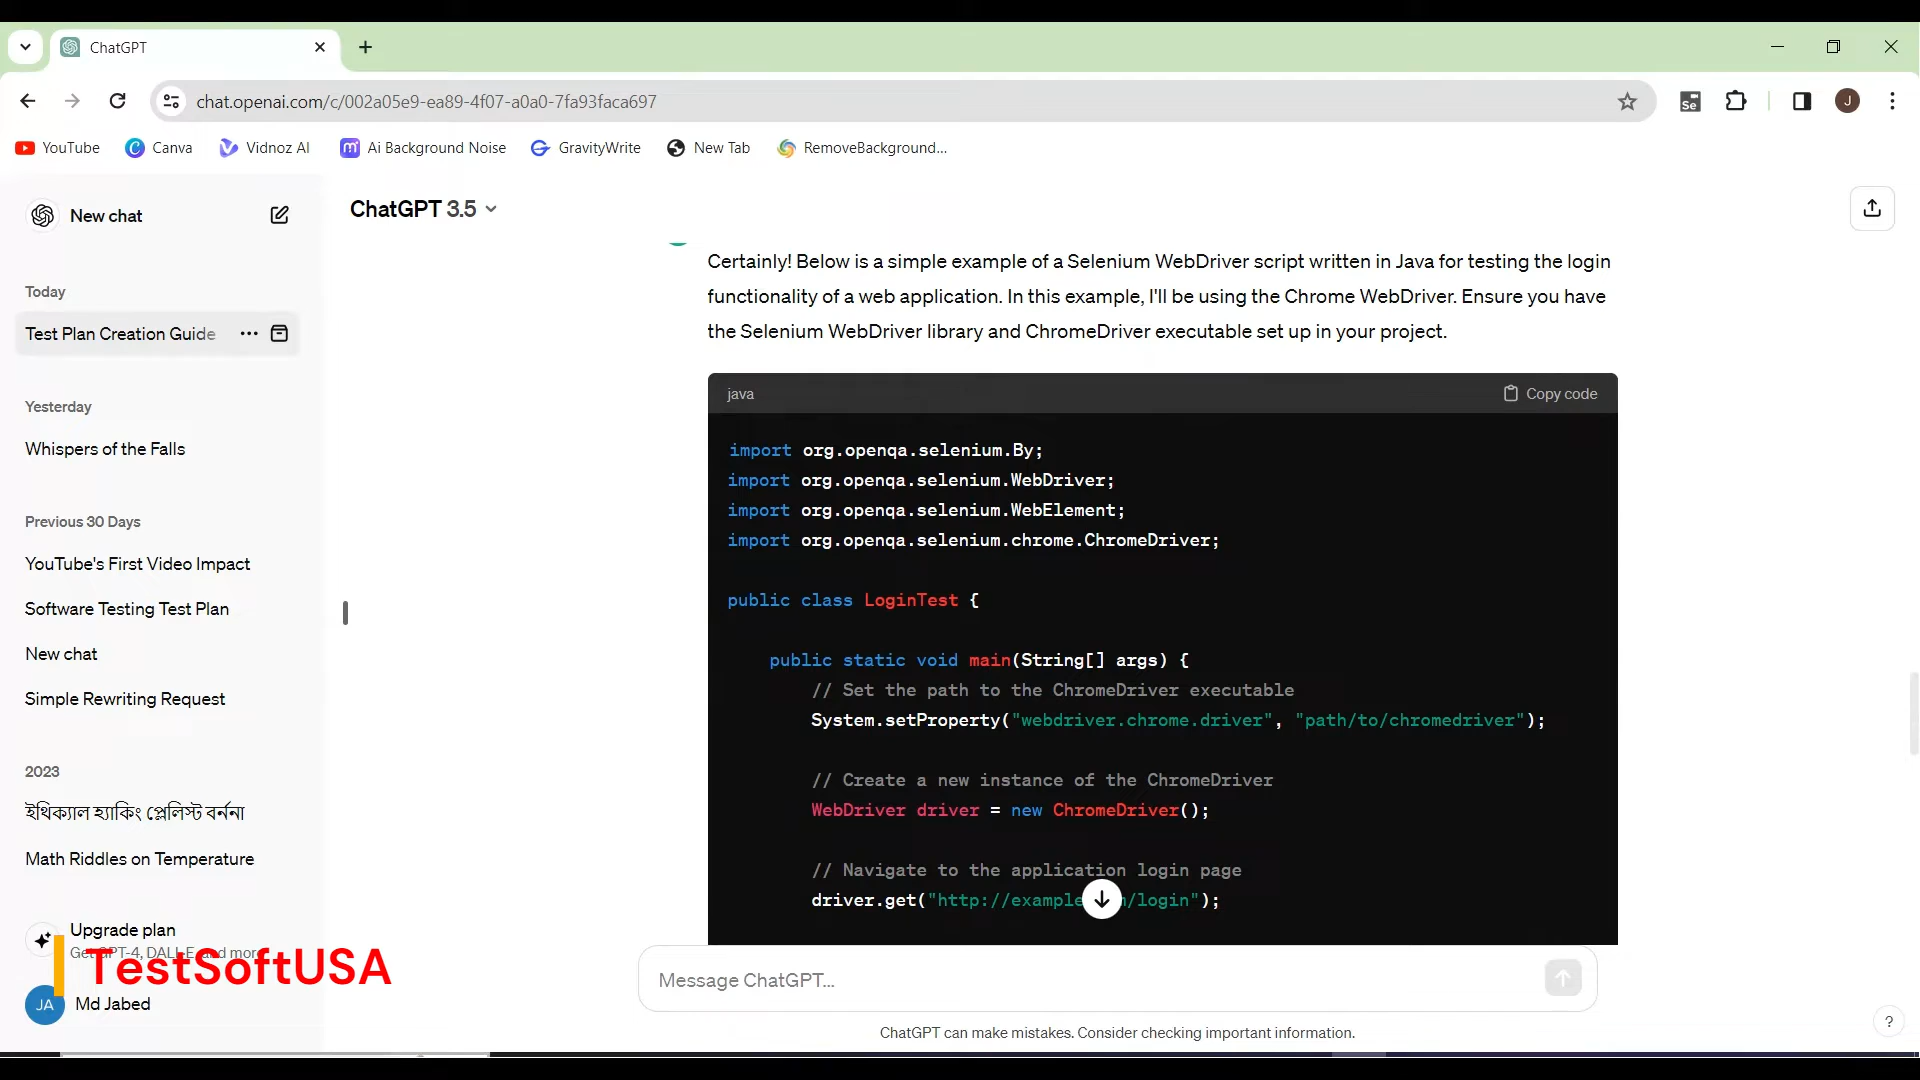 ChatGPT
chat.openai.com/c/002a05e9-ea89-4f07-a0a0-7fa93faca697
Se
J
YouTube
Canva
Vidnoz AI
m
Ai Background Noise
GravityWrite
New Tab
RemoveBackground...
New chat
ChatGPT 3.5
Today
Test Plan Creation Guide
Yesterday
Whispers of the Falls
Previous 30 Days
YouTube's First Video Impact
Software Testing Test Plan
New chat
Simple Rewriting Request
2023
ইথিক্যাল হ্যাকিং প্লেলিস্ট বর্ননা
Math Riddles on Temperature
Upgrade plan
Get GPT-4, DALL·E, and more
TestSoftUSA
JA
Md Jabed
Certainly! Below is a simple example of a Selenium WebDriver script written in Java for testing the login
functionality of a web application. In this example, I'll be using the Chrome WebDriver. Ensure you have
the Selenium WebDriver library and ChromeDriver executable set up in your project.
java
Copy code
import org.openqa.selenium.By;
import org.openqa.selenium.WebDriver;
import org.openqa.selenium.WebElement;
import org.openqa.selenium.chrome.ChromeDriver;
public class LoginTest {
public static void main(String[] args) {
// Set the path to the ChromeDriver executable
System.setProperty("webdriver.chrome.driver", "path/to/chromedriver");
// Create a new instance of the ChromeDriver
WebDriver driver = new ChromeDriver();
// Navigate to the application login page
driver.get("http://example /login");
Message ChatGPT...
ChatGPT can make mistakes. Consider checking important information.
?